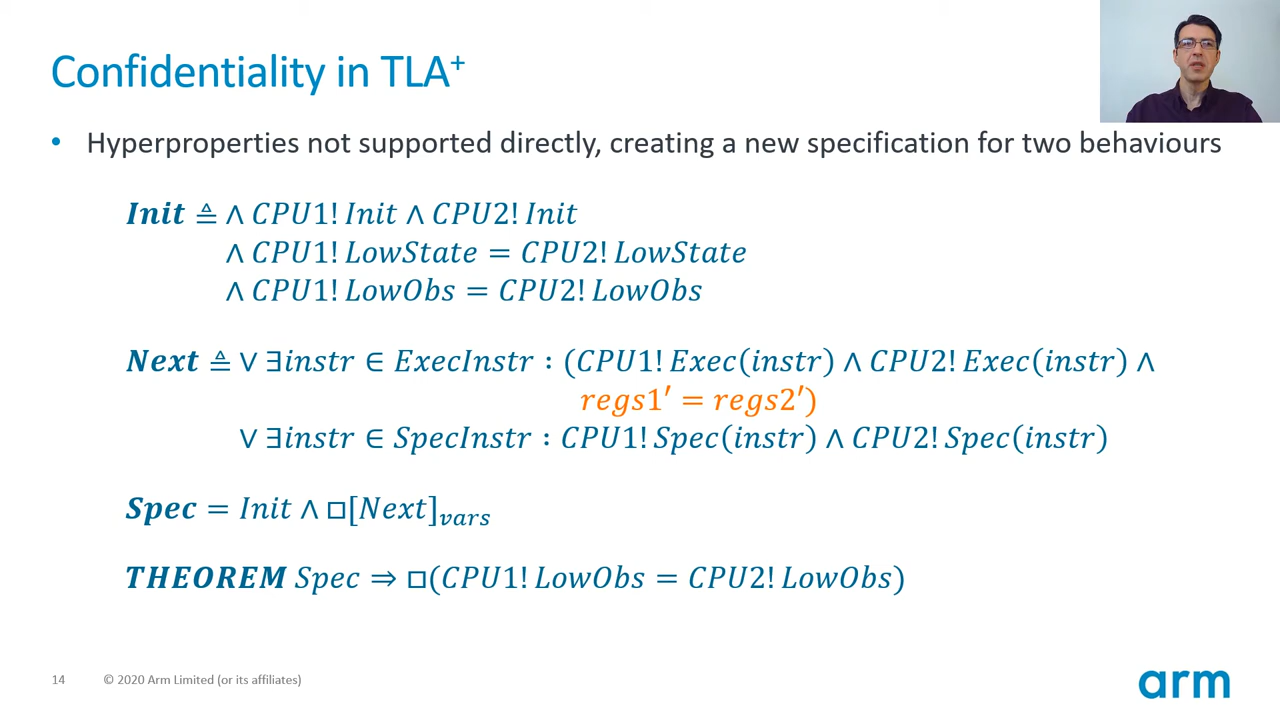 Confidentiality in TLA⁺
• Hyperproperties not supported directly, creating a new specification for two behaviours
Init ≜ ∧ CPU1! Init ∧ CPU2! Init
∧ CPU1! LowState = CPU2! LowState
∧ CPU1! LowObs = CPU2! LowObs
Next ≜ ∨ ∃instr ∈ ExecInstr : (CPU1! Exec(instr) ∧ CPU2! Exec(instr) ∧
regs1′ = regs2′)
∨ ∃instr ∈ SpecInstr : CPU1! Spec(instr) ∧ CPU2! Spec(instr)
Spec = Init ∧ □[Next]vars
THEOREM Spec ⇒ □(CPU1! LowObs = CPU2! LowObs)
14 © 2020 Arm Limited (or its affiliates)
arm